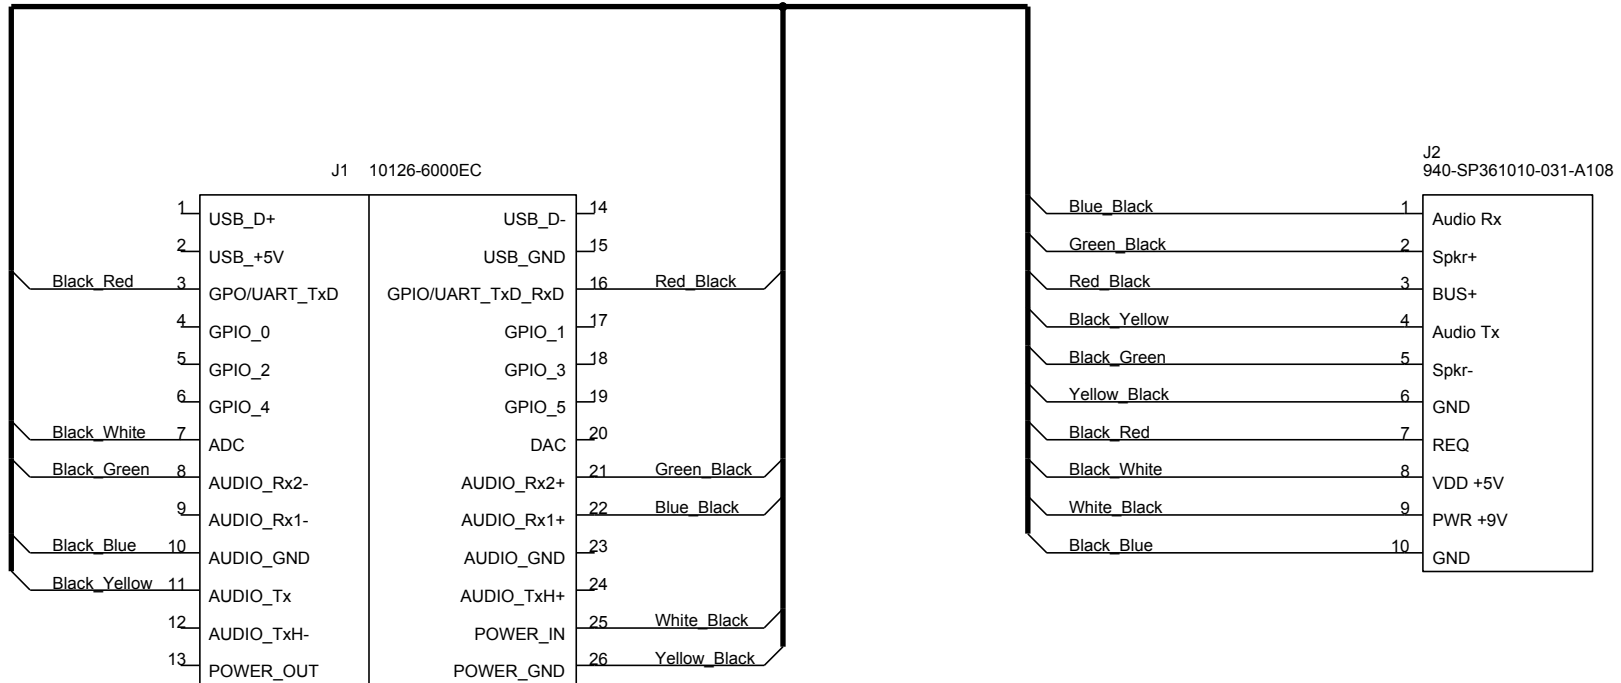 J1 10126-6000EC
J2
940-SP361010-031-A108
1 USB_D+ USB_D- 14
2 USB_+5V USB_GND 15
Black_Red 3 GPO/UART_TxD GPIO/UART_TxD_RxD 16 Red_Black
4 GPIO_0 GPIO_1 17
5 GPIO_2 GPIO_3 18
6 GPIO_4 GPIO_5 19
Black_White 7 ADC DAC 20
Black_Green 8 AUDIO_Rx2- AUDIO_Rx2+ 21 Green_Black
9 AUDIO_Rx1- AUDIO_Rx1+ 22 Blue_Black
Black_Blue 10 AUDIO_GND AUDIO_GND 23
Black_Yellow 11 AUDIO_Tx AUDIO_TxH+ 24
12 AUDIO_TxH- POWER_IN 25 White_Black
13 POWER_OUT POWER_GND 26 Yellow_Black
Blue_Black 1 Audio Rx
Green_Black 2 Spkr+
Red_Black 3 BUS+
Black_Yellow 4 Audio Tx
Black_Green 5 Spkr-
Yellow_Black 6 GND
Black_Red 7 REQ
Black_White 8 VDD +5V
White_Black 9 PWR +9V
Black_Blue 10 GND